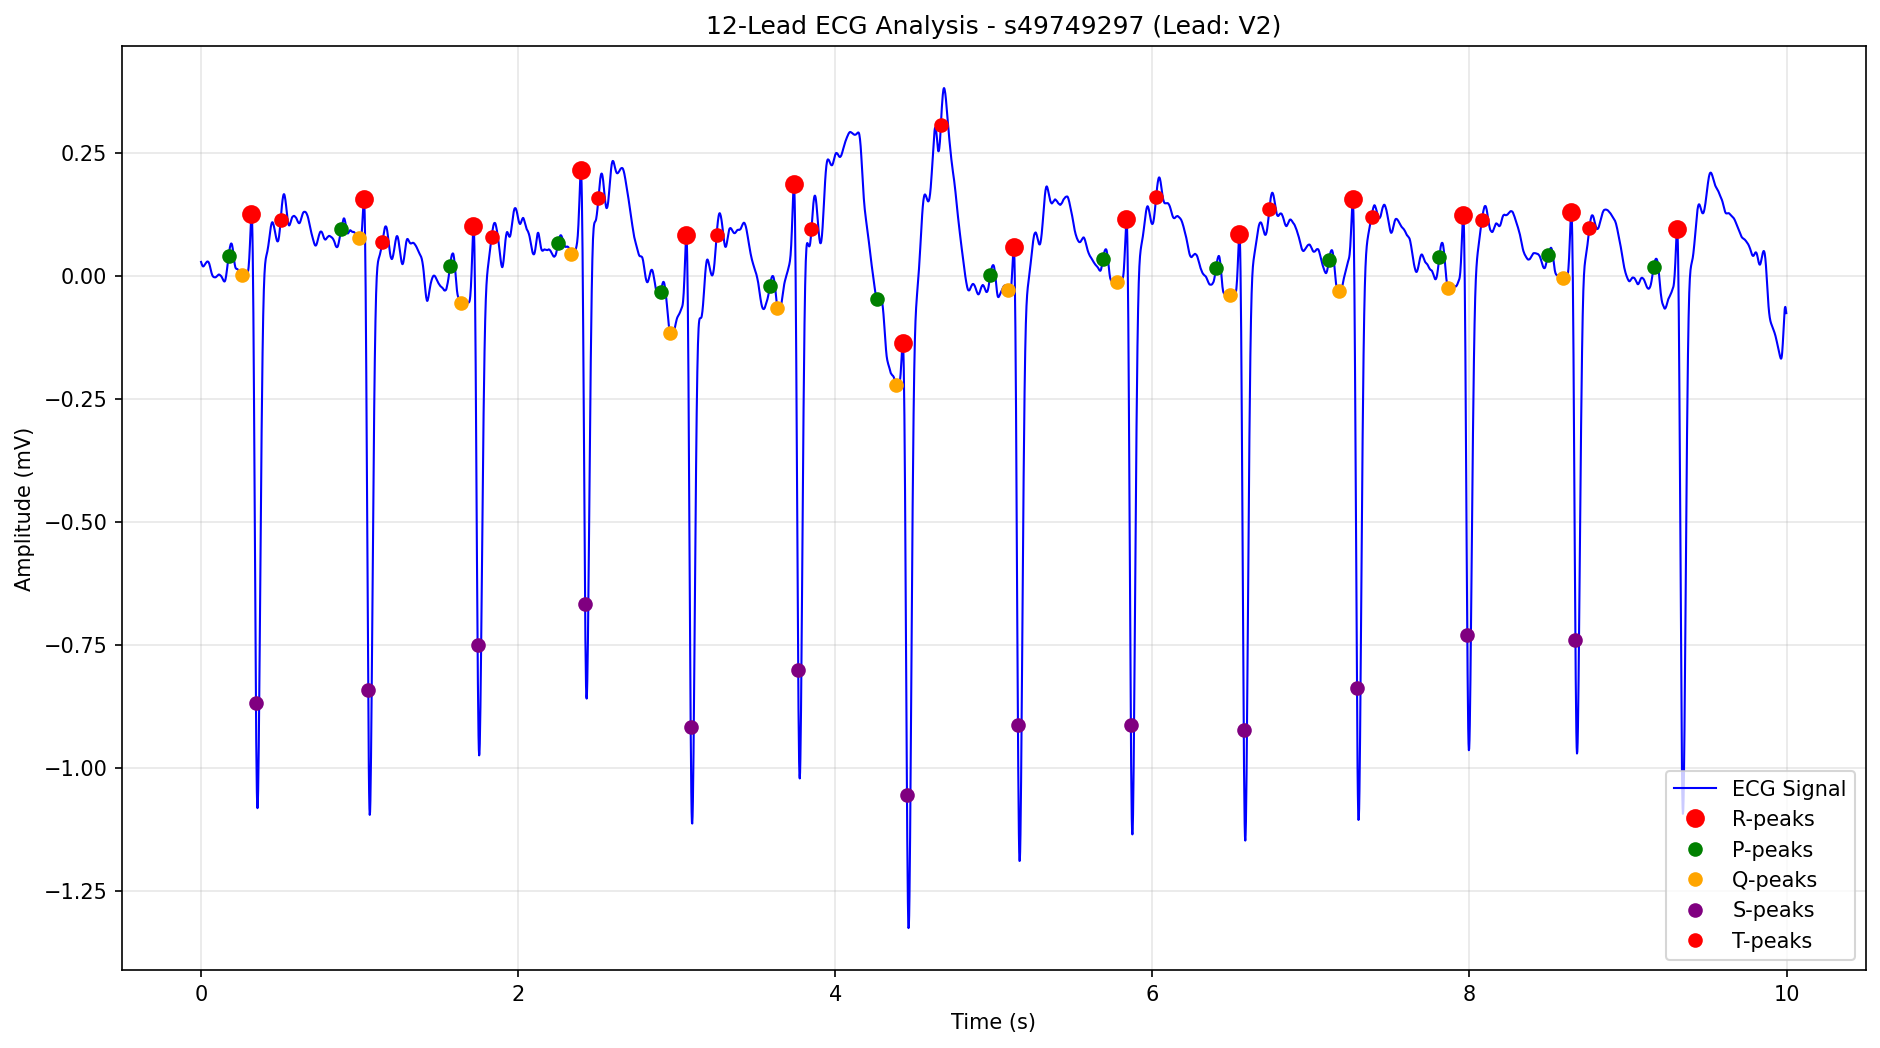 12-Lead ECG Analysis - s49749297 (Lead: V2)
Amplitude (mV)
0.25
0.00
−0.25
−0.50
−0.75
−1.00
−1.25
ECG Signal
R-peaks
P-peaks
Q-peaks
S-peaks
T-peaks
0 2 4 6 8 10
Time (s)